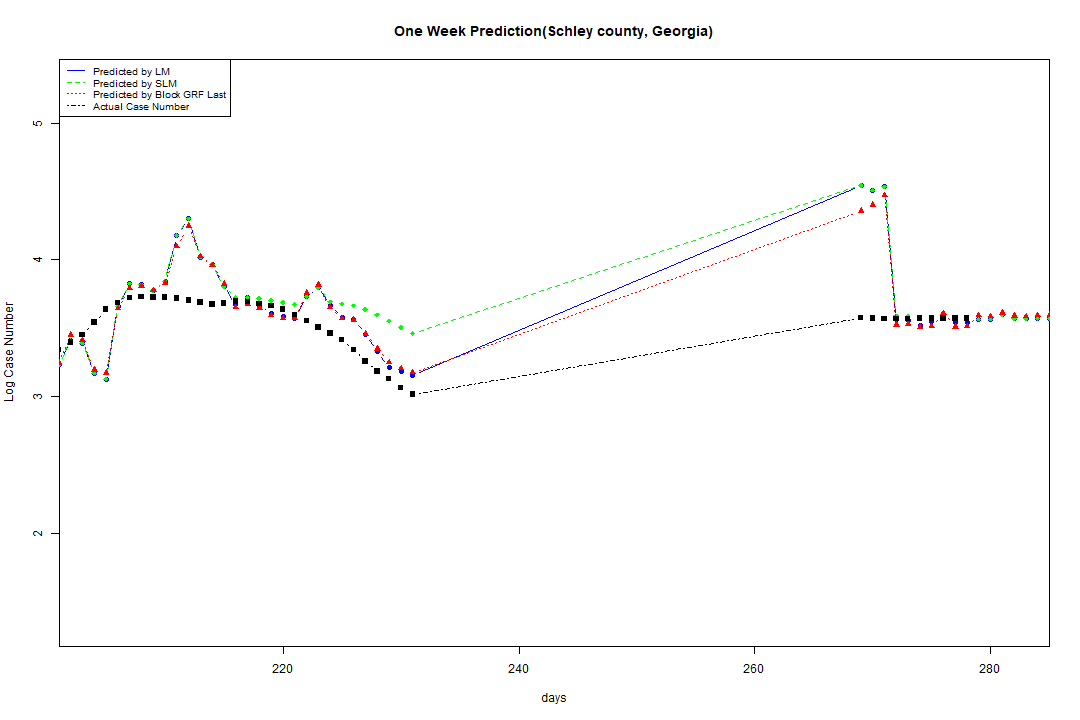 One Week Prediction(Schley county, Georgia)
Predicted by LM
Predicted by SLM
Predicted by Block GRF Last
Actual Case Number
5
4
3
2
Log Case Number
220 240 260 280
days